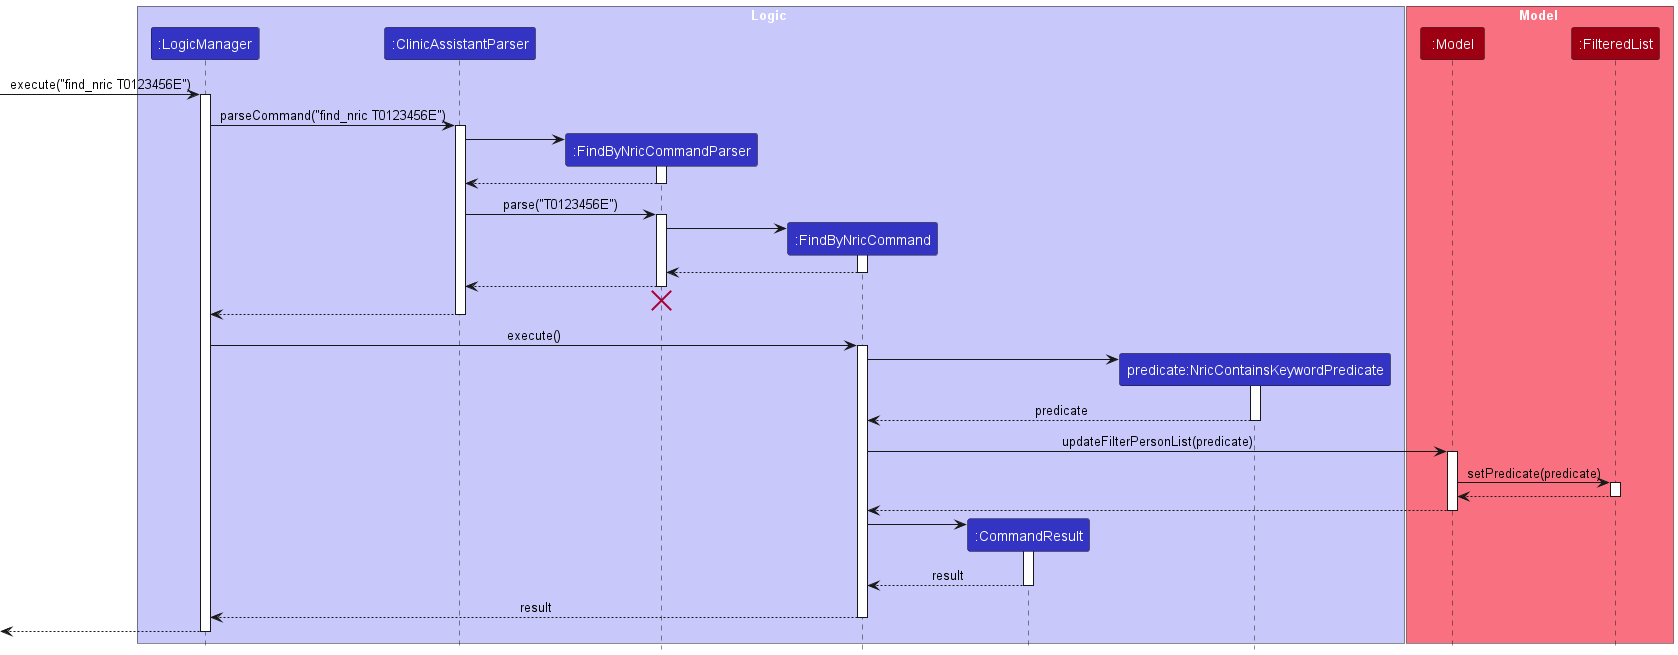 Logic
Model
:LogicManager
:ClinicAssistantParser
:Model
:FilteredList
execute("find_nric T0123456E")
parseCommand("find_nric T0123456E")
:FindByNricCommandParser
parse("T0123456E")
:FindByNricCommand
execute()
predicate:NricContainsKeywordPredicate
predicate
updateFilterPersonList(predicate)
setPredicate(predicate)
:CommandResult
result
result